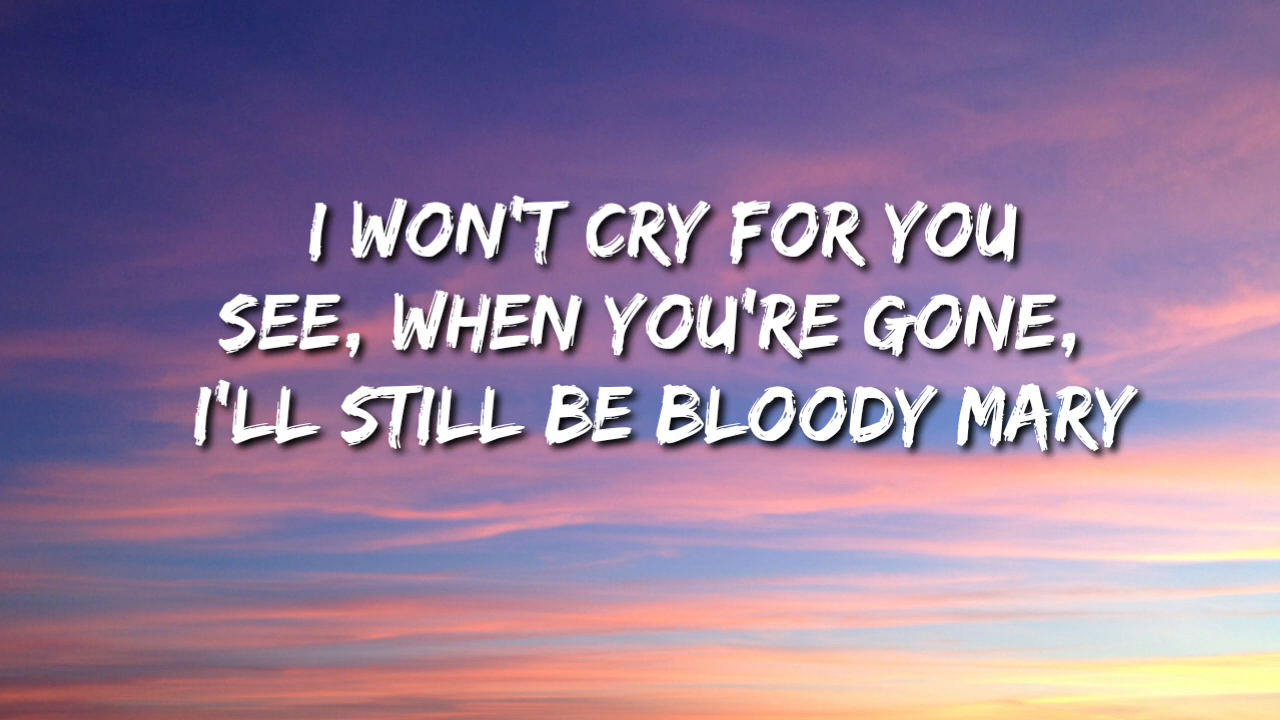 I WON'T CRY FOR YOU
SEE, WHEN YOU'RE GONE,
I'LL STILL BE BLOODY MARY